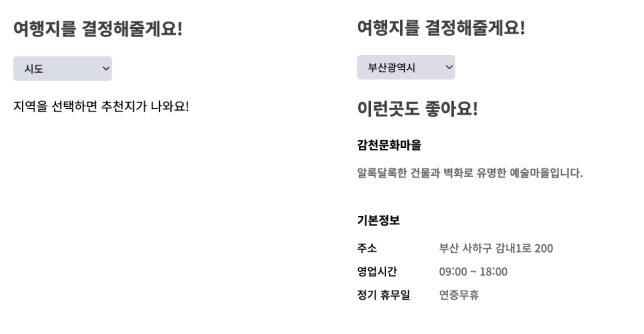 여행지를 결정해줄게요!
시도
지역을 선택하면 추천지가 나와요!
여행지를 결정해줄게요!
부산광역시
이런곳도 좋아요!
감천문화마을
알록달록한 건물과 벽화로 유명한 예술마을입니다.
기본정보
주소 부산 사하구 감내1로 200
영업시간 09:00 ~ 18:00
정기 휴무일 연중무휴